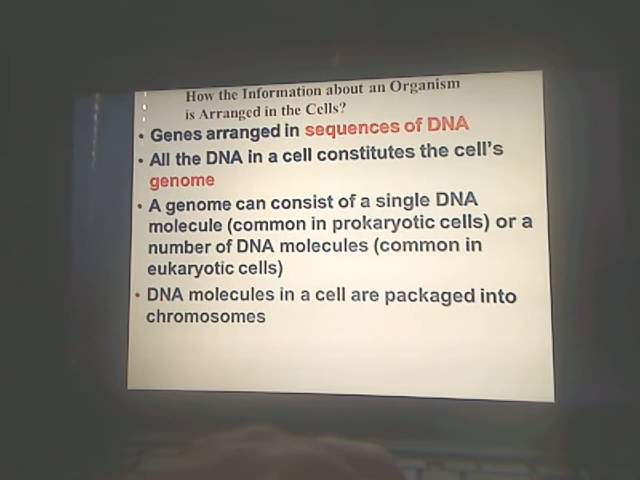 How the Information about an Organism
is Arranged in the Cells?
• Genes arranged in sequences of DNA
• All the DNA in a cell constitutes the cell's
genome
• A genome can consist of a single DNA
molecule (common in prokaryotic cells) or a
number of DNA molecules (common in
eukaryotic cells)
• DNA molecules in a cell are packaged into
chromosomes